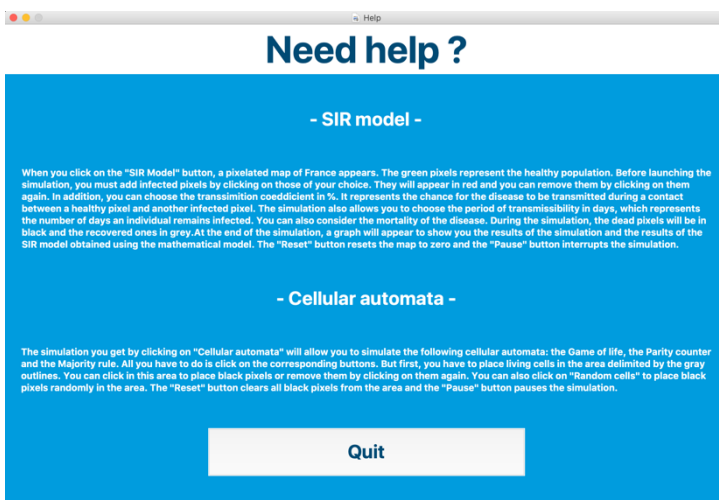 Help
Need help ?
- SIR model -
When you click on the "SIR Model" button, a pixelated map of France appears. The green pixels represent the healthy population. Before launching the
simulation, you must add infected pixels by clicking on those of your choice. They will appear in red and you can remove them by clicking on them
again. In addition, you can choose the transsimition coeddicient in %. It represents the chance for the disease to be transmitted during a contact
between a healthy pixel and another infected pixel. The simulation also allows you to choose the period of transmissibility in days, which represents
the number of days an individual remains infected. You can also consider the mortality of the disease. During the simulation, the dead pixels will be in
black and the recovered ones in grey.At the end of the simulation, a graph will appear to show you the results of the simulation and the results of the
SIR model obtained using the mathematical model. The "Reset" button resets the map to zero and the "Pause" button interrupts the simulation.
- Cellular automata -
The simulation you get by clicking on "Cellular automata" will allow you to simulate the following cellular automata: the Game of life, the Parity counter
and the Majority rule. All you have to do is click on the corresponding buttons. But first, you have to place living cells in the area delimited by the gray
outlines. You can click in this area to place black pixels or remove them by clicking on them again. You can also click on "Random cells" to place black
pixels randomly in the area. The "Reset" button clears all black pixels from the area and the "Pause" button pauses the simulation.
Quit